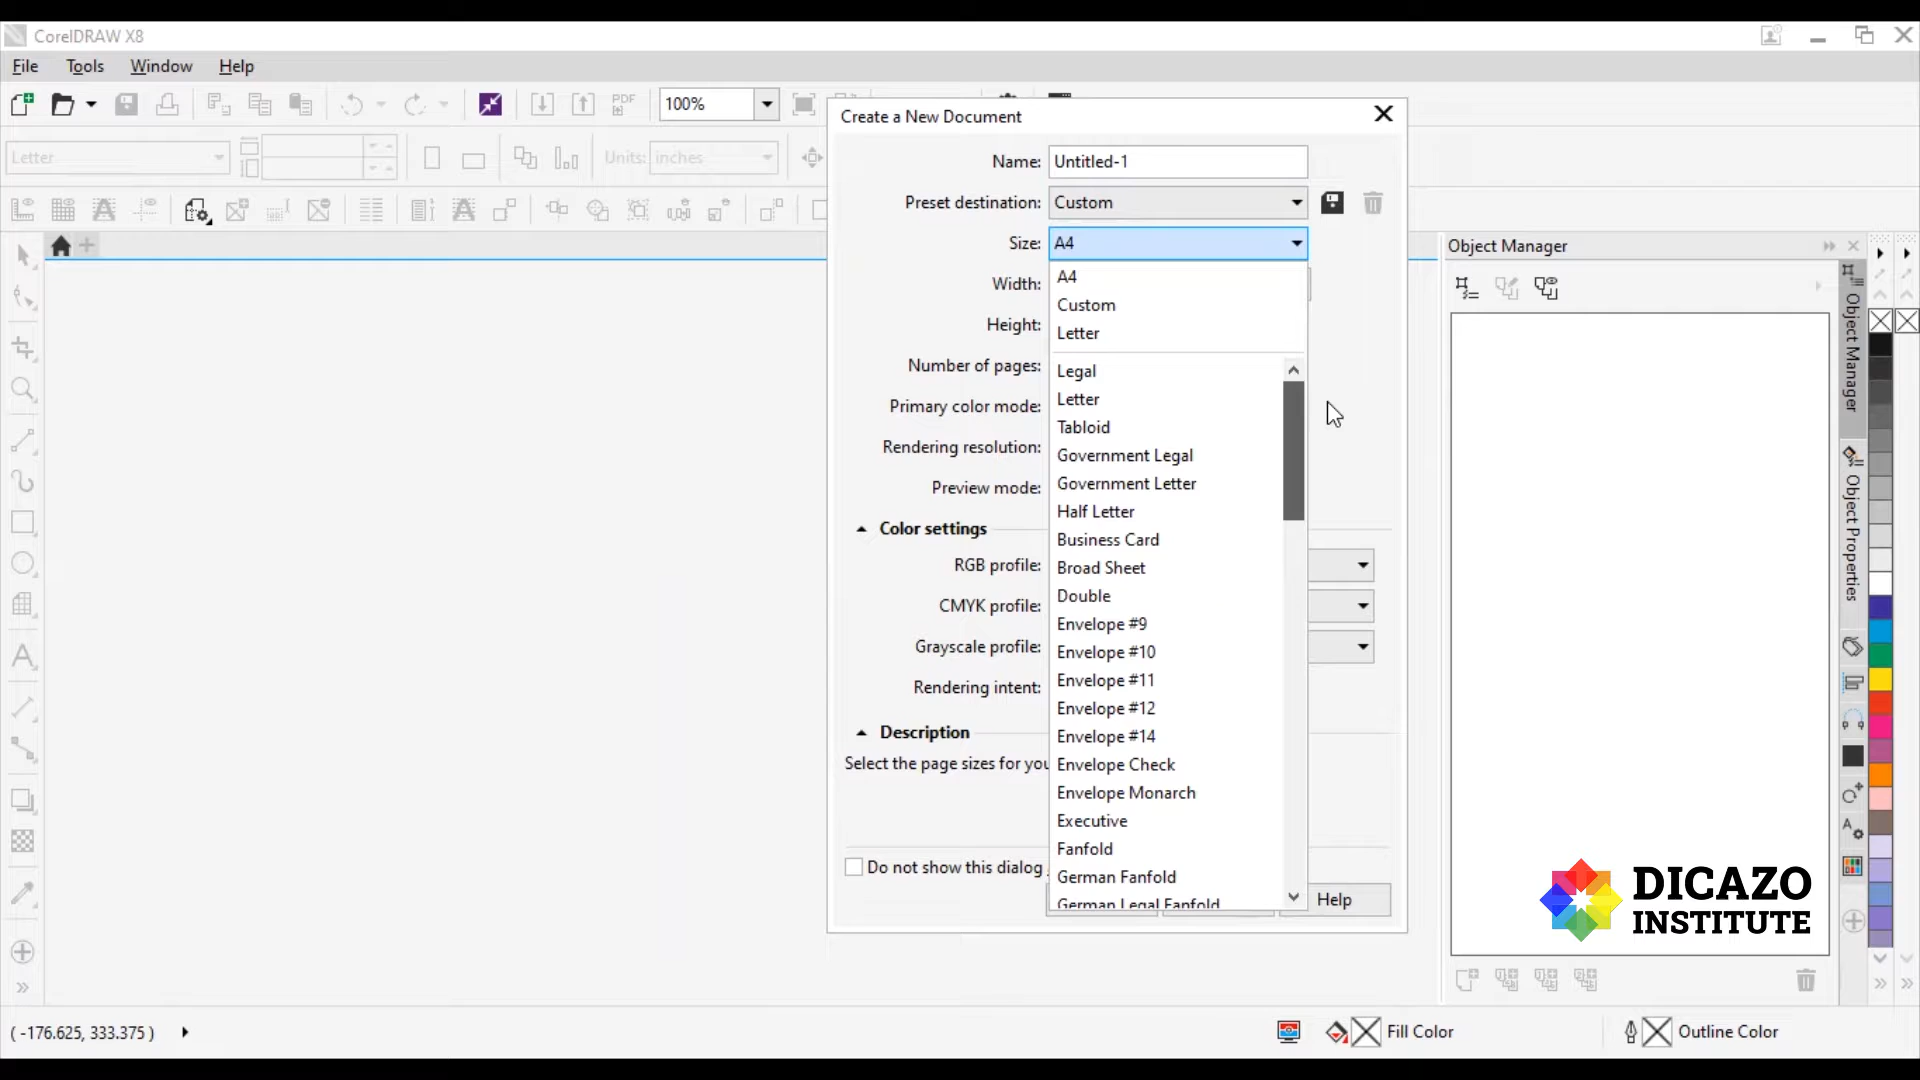 CorelDRAW X8
File Tools Window Help
PDF
100%
Letter
Units: inches
Create a New Document
Name: Untitled-1
Preset destination: Custom
Size: A4
Width:
Height:
Number of pages:
Primary color mode:
Rendering resolution:
Preview mode:
Color settings
RGB profile:
CMYK profile:
Grayscale profile:
Rendering intent:
Description
Select the page sizes for you
Do not show this dialog
Help
A4
Custom
Letter
Legal
Letter
Tabloid
Government Legal
Government Letter
Half Letter
Business Card
Broad Sheet
Double
Envelope #9
Envelope #10
Envelope #11
Envelope #12
Envelope #14
Envelope Check
Envelope Monarch
Executive
Fanfold
German Fanfold
German Legal Fanfold
Object Manager
Object Manager
Object Properties
DICAZO
INSTITUTE
( -176.625, 333.375 )
Fill Color
Outline Color